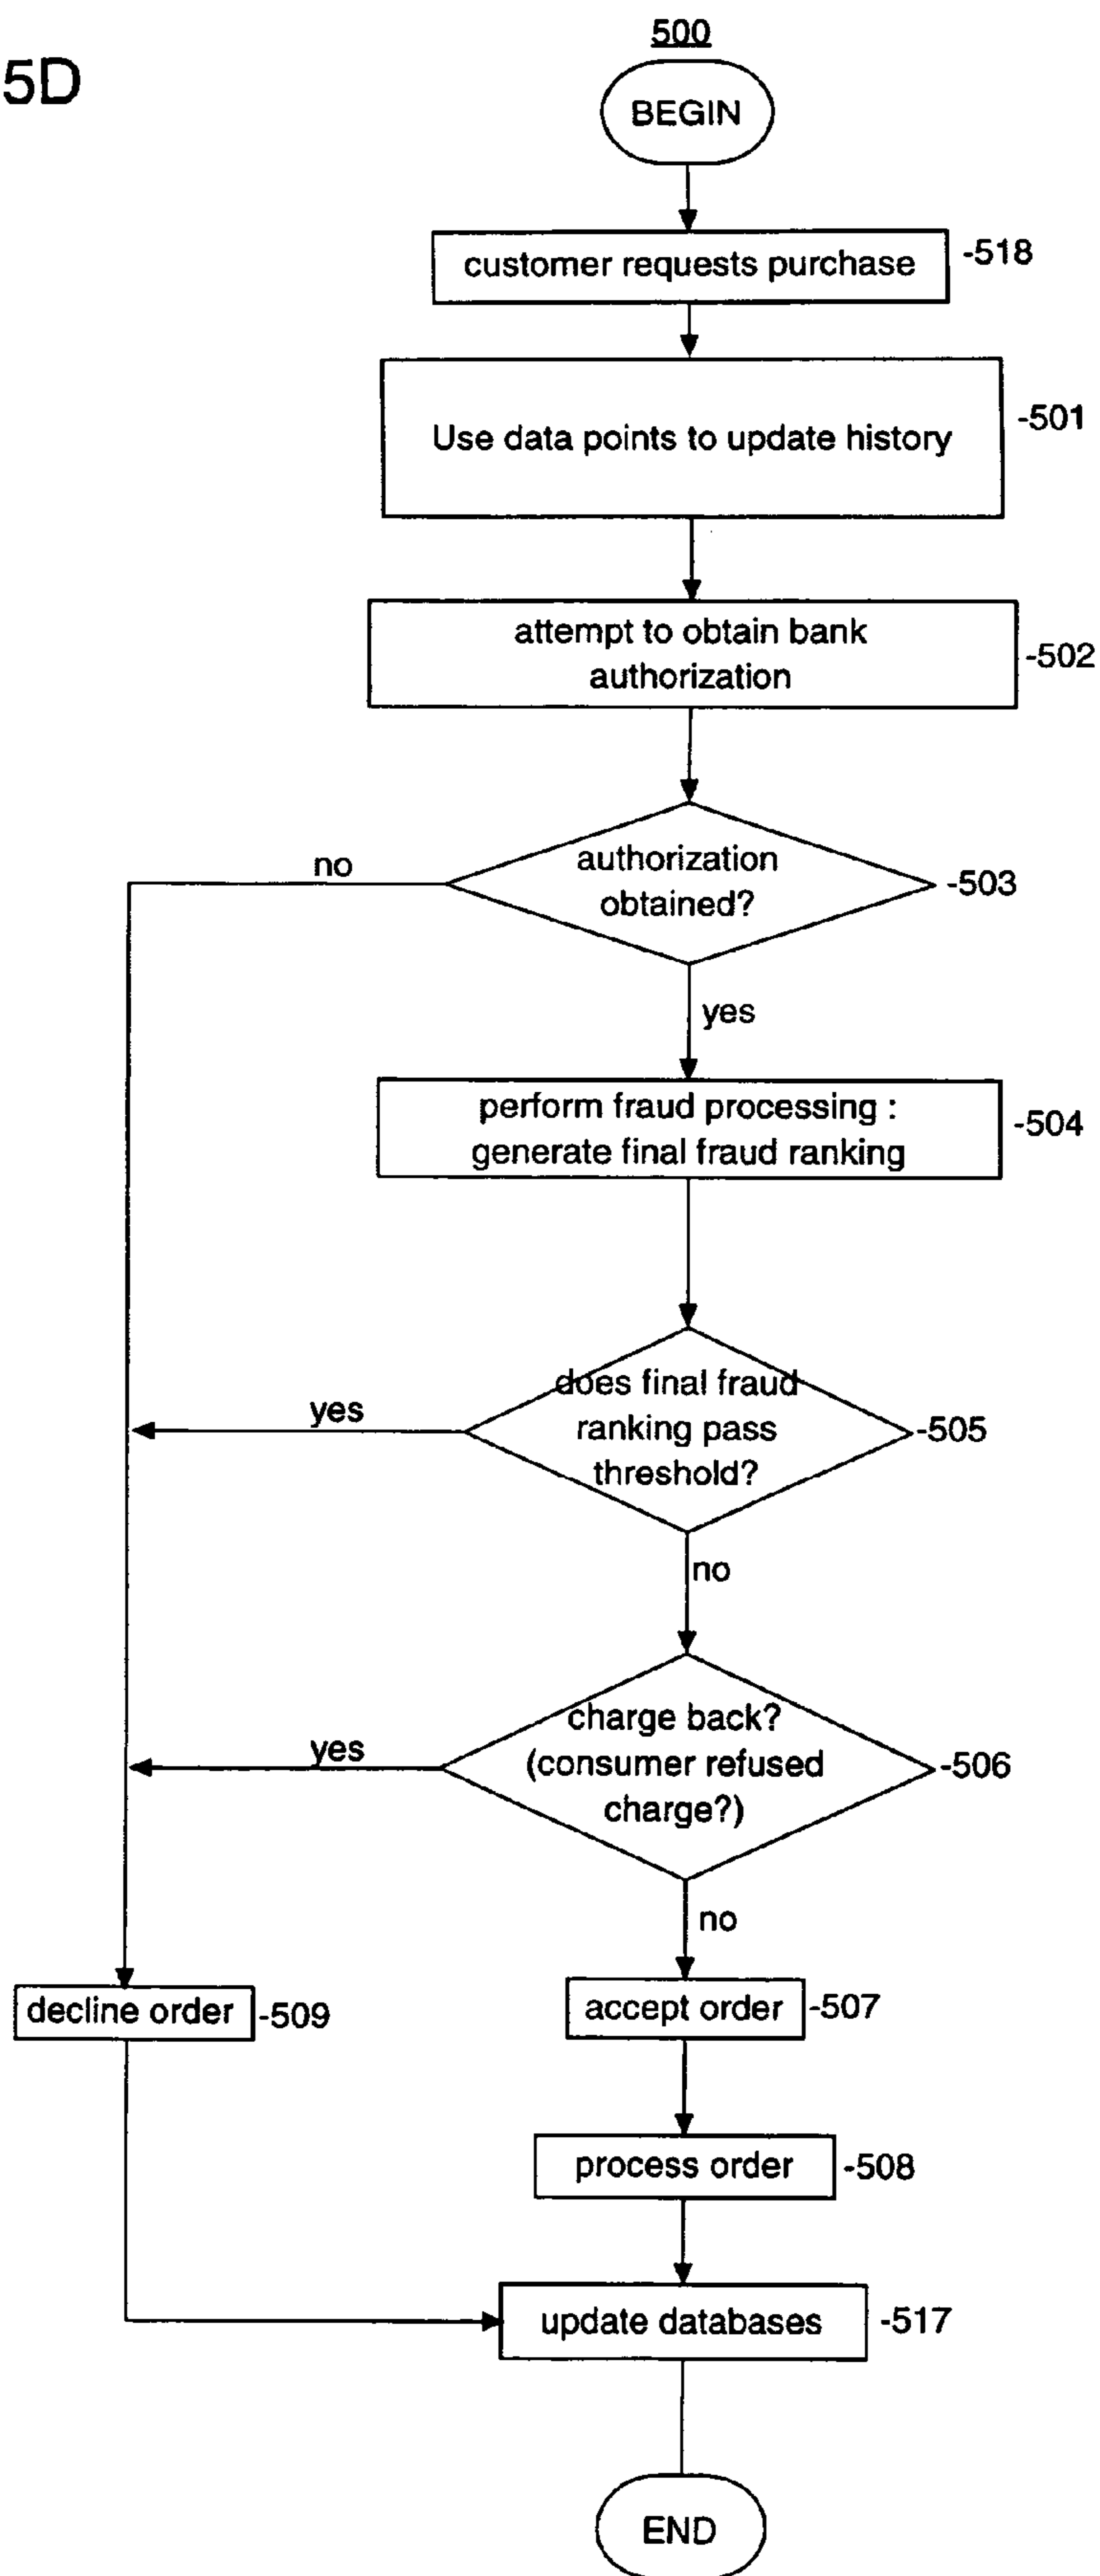 5D
500
BEGIN
customer requests purchase
-518
Use data points to update history
-501
attempt to obtain bank
authorization
-502
no
authorization
obtained?
-503
yes
perform fraud processing :
generate final fraud ranking
-504
yes
does final fraud
ranking pass
threshold?
-505
no
yes
charge back?
(consumer refused
charge?)
-506
no
decline order
-509
accept order
-507
process order
-508
update databases
-517
END